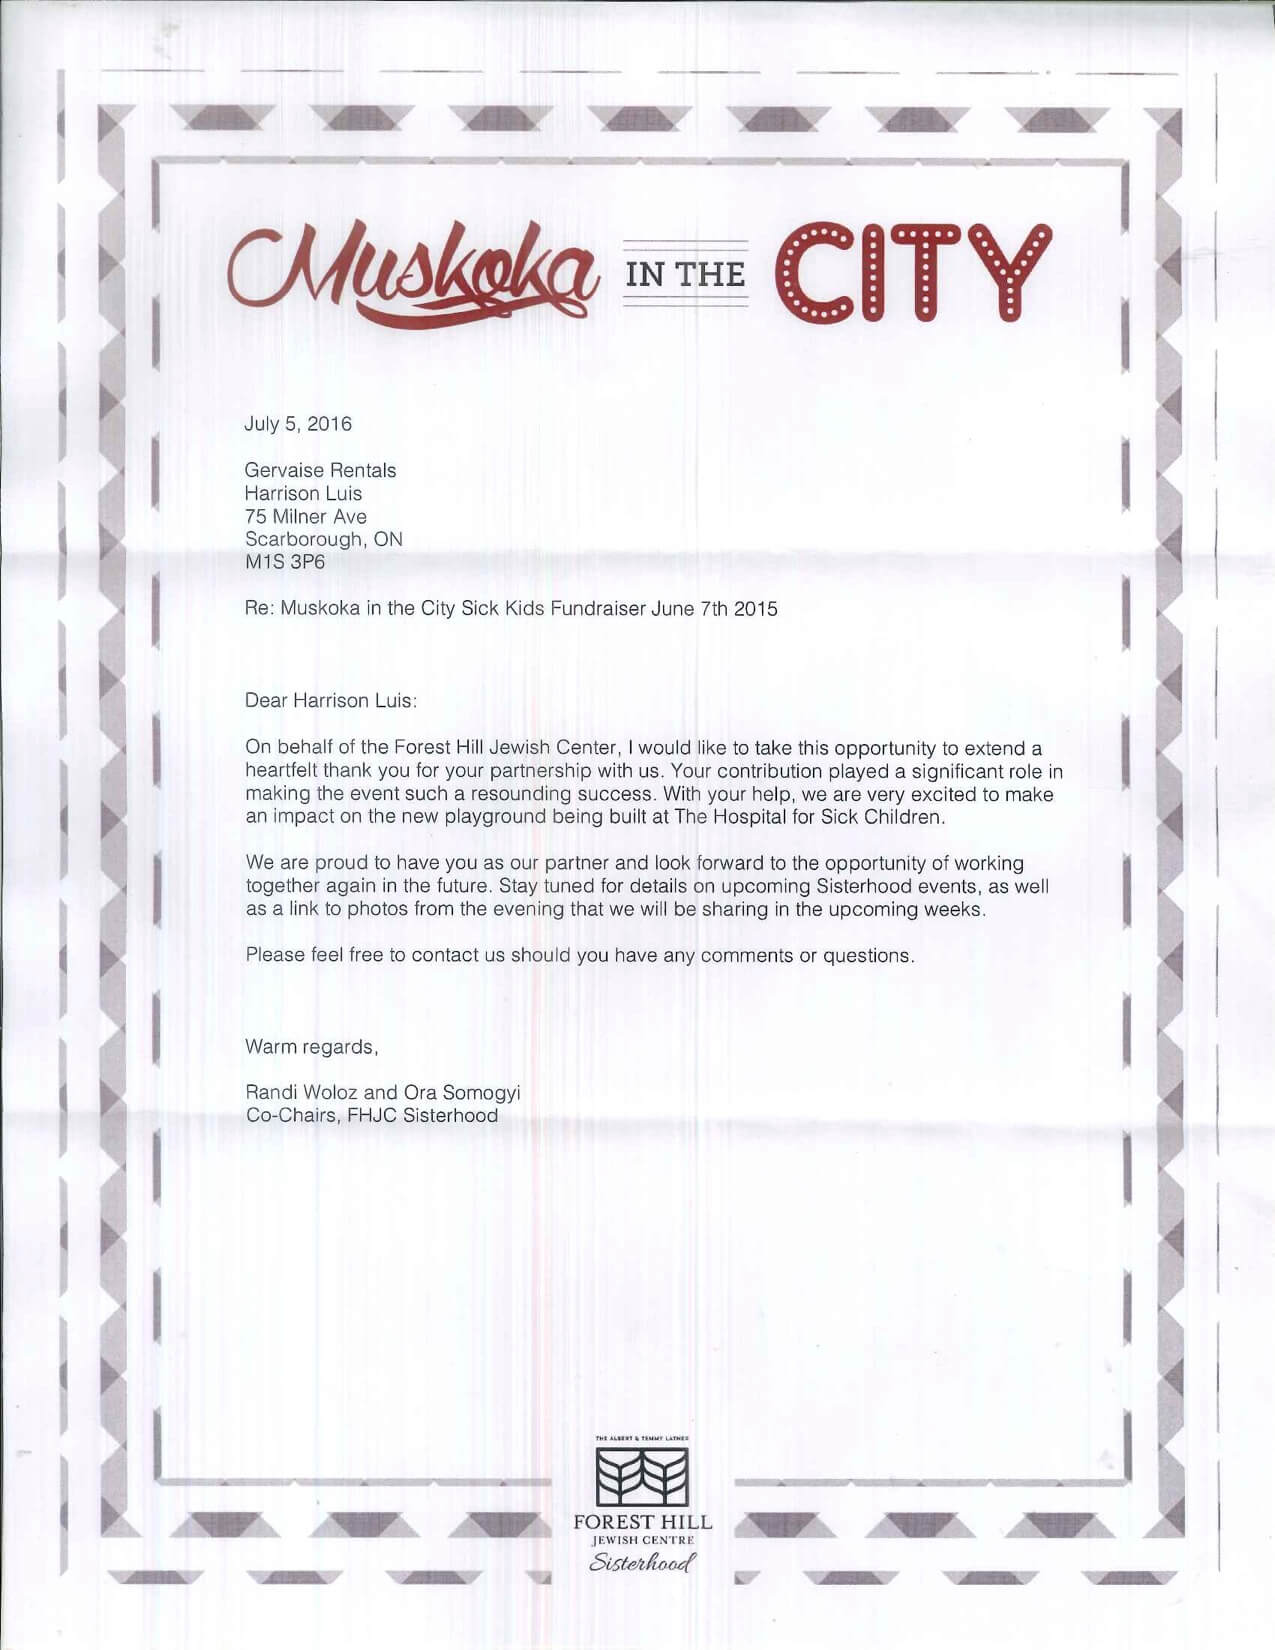 Muskoka IN THE CITY
July 5, 2016
Gervaise Rentals
Harrison Luis
75 Milner Ave
Scarborough, ON
M1S 3P6
Re: Muskoka in the City Sick Kids Fundraiser June 7th 2015
Dear Harrison Luis:
On behalf of the Forest Hill Jewish Center, I would like to take this opportunity to extend a
heartfelt thank you for your partnership with us. Your contribution played a significant role in
making the event such a resounding success. With your help, we are very excited to make
an impact on the new playground being built at The Hospital for Sick Children.
We are proud to have you as our partner and look forward to the opportunity of working
together again in the future. Stay tuned for details on upcoming Sisterhood events, as well
as a link to photos from the evening that we will be sharing in the upcoming weeks.
Please feel free to contact us should you have any comments or questions.
Warm regards,
Randi Woloz and Ora Somogyi
Co-Chairs, FHJC Sisterhood
THE ALBERT & TEMMY LATNER
FOREST HILL
JEWISH CENTRE
Sisterhood